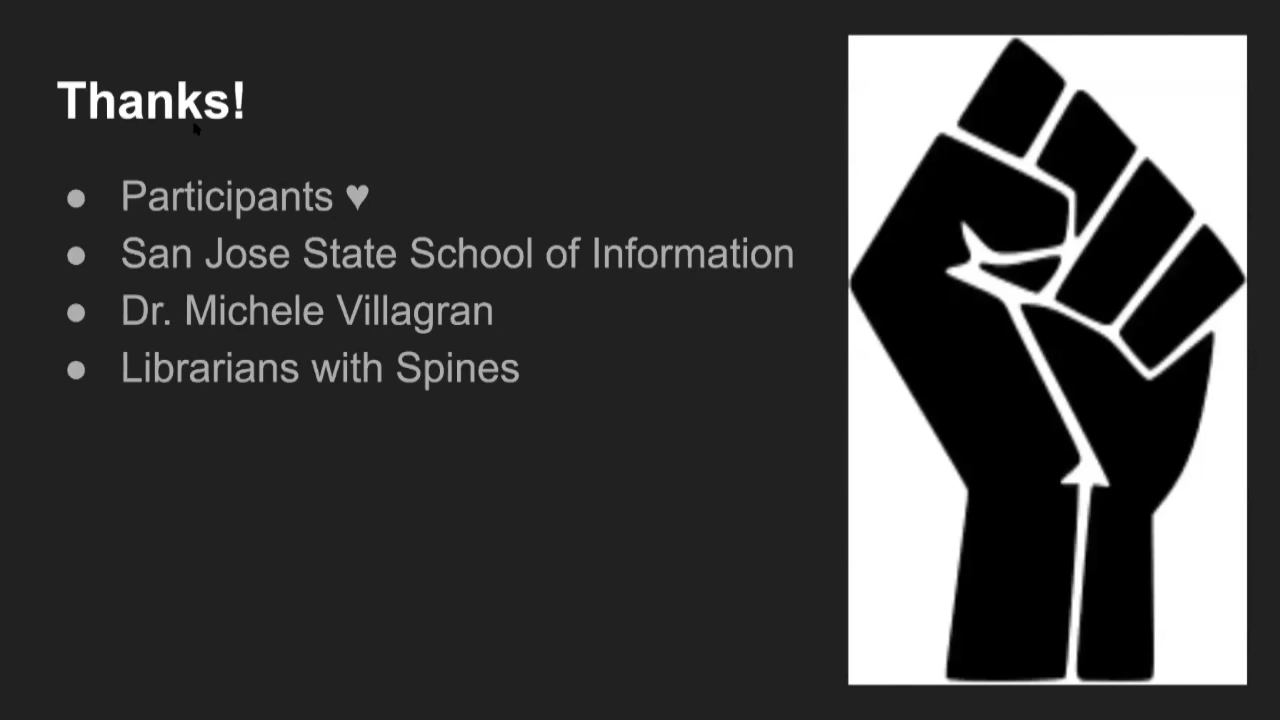 Thanks!
● Participants ♥
● San Jose State School of Information
● Dr. Michele Villagran
● Librarians with Spines